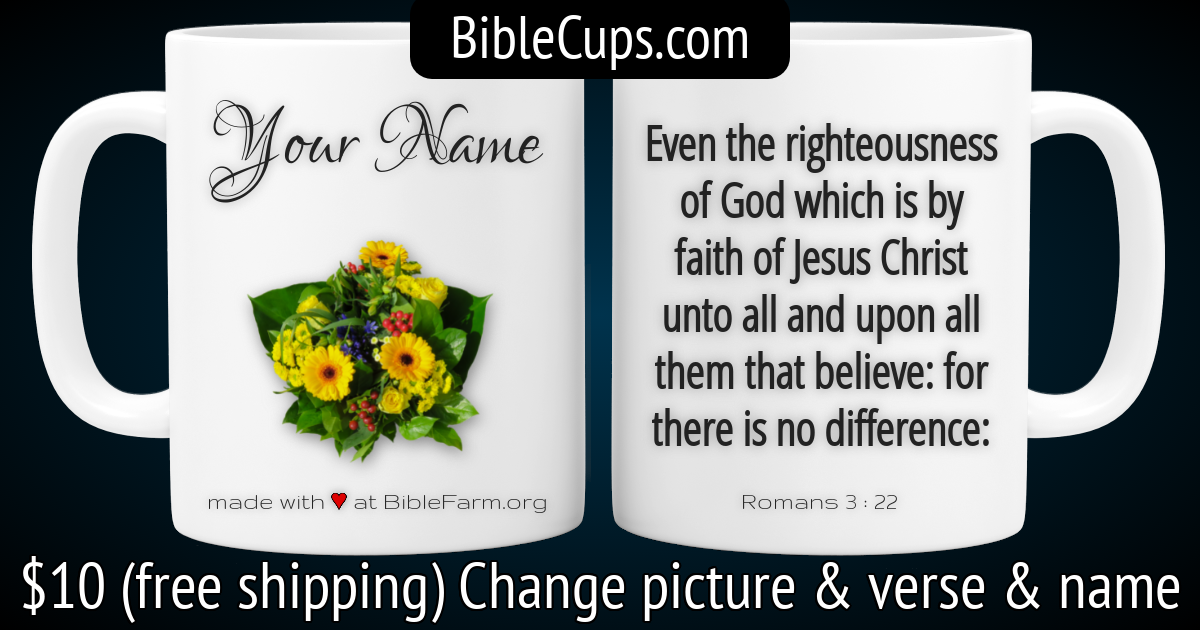 BibleCups.com
Your Name
made with ♥ at BibleFarm.org
Even the righteousness
of God which is by
faith of Jesus Christ
unto all and upon all
them that believe: for
there is no difference:
Romans 3 : 22
$10 (free shipping) Change picture & verse & name